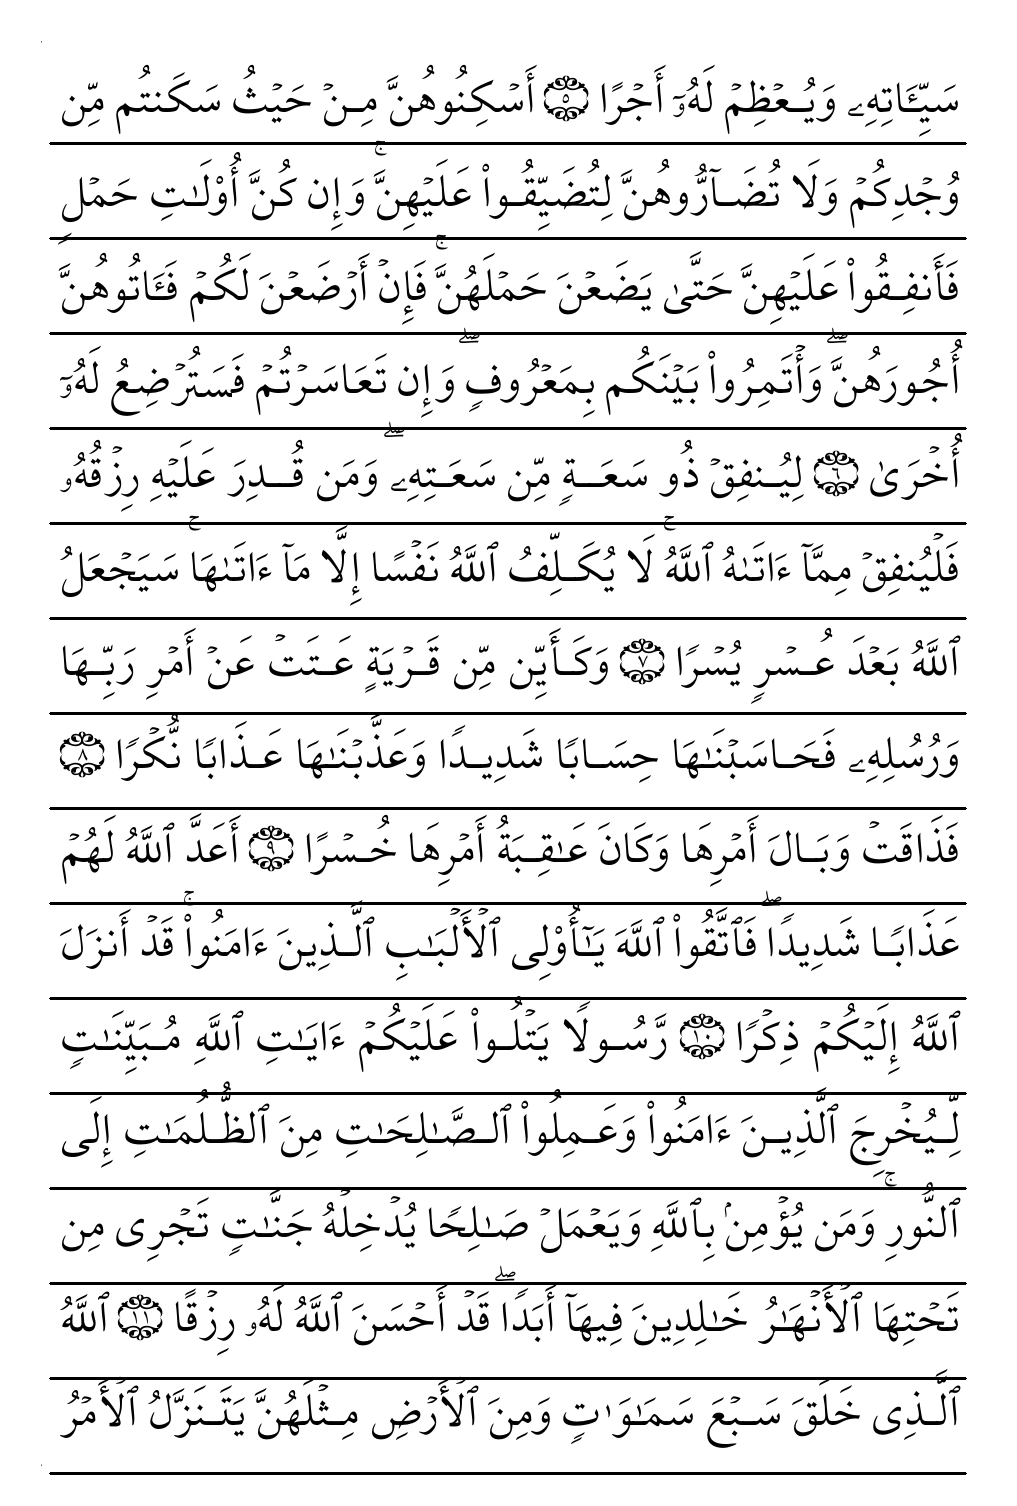 سَيِّـَٔاتِهِۦ وَيُعۡظِمۡ لَهُۥٓ أَجۡرًا ٥ أَسۡكِنُوهُنَّ مِنۡ حَيۡثُ سَكَنتُم مِّن
وُجۡدِكُمۡ وَلَا تُضَآرُّوهُنَّ لِتُضَيِّقُواْ عَلَيۡهِنَّۚ وَإِن كُنَّ أُوْلَٰتِ حَمۡلٖ
فَأَنفِقُواْ عَلَيۡهِنَّ حَتَّىٰ يَضَعۡنَ حَمۡلَهُنَّۚ فَإِنۡ أَرۡضَعۡنَ لَكُمۡ فَـَٔاتُوهُنَّ
أُجُورَهُنَّۖ وَأۡتَمِرُواْ بَيۡنَكُم بِمَعۡرُوفٖۖ وَإِن تَعَاسَرۡتُمۡ فَسَتُرۡضِعُ لَهُۥٓ
أُخۡرَىٰ ٦ لِيُنفِقۡ ذُو سَعَةٖ مِّن سَعَتِهِۦۖ وَمَن قُدِرَ عَلَيۡهِ رِزۡقُهُۥ
فَلۡيُنفِقۡ مِمَّآ ءَاتَىٰهُ ٱللَّهُۚ لَا يُكَلِّفُ ٱللَّهُ نَفۡسًا إِلَّا مَآ ءَاتَىٰهَاۚ سَيَجۡعَلُ
ٱللَّهُ بَعۡدَ عُسۡرٖ يُسۡرٗا ٧ وَكَأَيِّن مِّن قَرۡيَةٍ عَتَتۡ عَنۡ أَمۡرِ رَبِّهَا
وَرُسُلِهِۦ فَحَاسَبۡنَٰهَا حِسَابٗا شَدِيدٗا وَعَذَّبۡنَٰهَا عَذَابٗا نُّكۡرٗا ٨
فَذَاقَتۡ وَبَالَ أَمۡرِهَا وَكَانَ عَٰقِبَةُ أَمۡرِهَا خُسۡرًا ٩ أَعَدَّ ٱللَّهُ لَهُمۡ
عَذَابٗا شَدِيدٗاۖ فَٱتَّقُواْ ٱللَّهَ يَٰٓأُوْلِي ٱلۡأَلۡبَٰبِ ٱلَّذِينَ ءَامَنُواْۚ قَدۡ أَنزَلَ
ٱللَّهُ إِلَيۡكُمۡ ذِكۡرٗا ١٠ رَّسُولٗا يَتۡلُواْ عَلَيۡكُمۡ ءَايَٰتِ ٱللَّهِ مُبَيِّنَٰتٖ
لِّيُخۡرِجَ ٱلَّذِينَ ءَامَنُواْ وَعَمِلُواْ ٱلصَّٰلِحَٰتِ مِنَ ٱلظُّلُمَٰتِ إِلَى
ٱلنُّورِۚ وَمَن يُؤۡمِنۢ بِٱللَّهِ وَيَعۡمَلۡ صَٰلِحٗا يُدۡخِلۡهُ جَنَّٰتٖ تَجۡرِي مِن
تَحۡتِهَا ٱلۡأَنۡهَٰرُ خَٰلِدِينَ فِيهَآ أَبَدٗاۖ قَدۡ أَحۡسَنَ ٱللَّهُ لَهُۥ رِزۡقًا ١١ ٱللَّهُ
ٱلَّذِي خَلَقَ سَبۡعَ سَمَٰوَٰتٖ وَمِنَ ٱلۡأَرۡضِ مِثۡلَهُنَّ يَتَنَزَّلُ ٱلۡأَمۡرُ